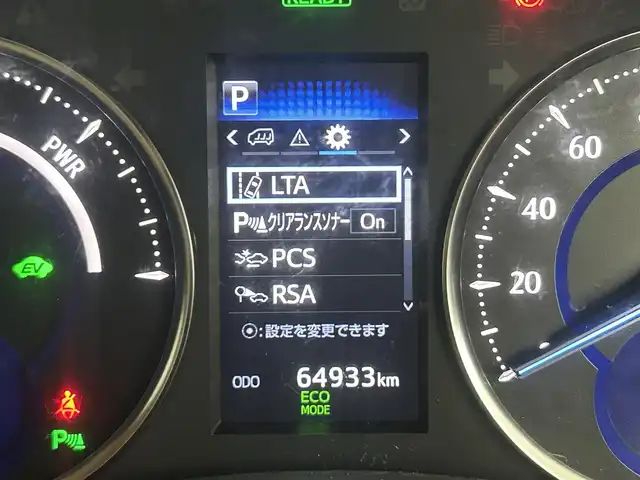 READY
P
PWR
LTA
P クリアランスソナー On
PCS
RSA
:設定を変更できます
ODO 64933km
ECO
MODE
EV
P
60
40
20